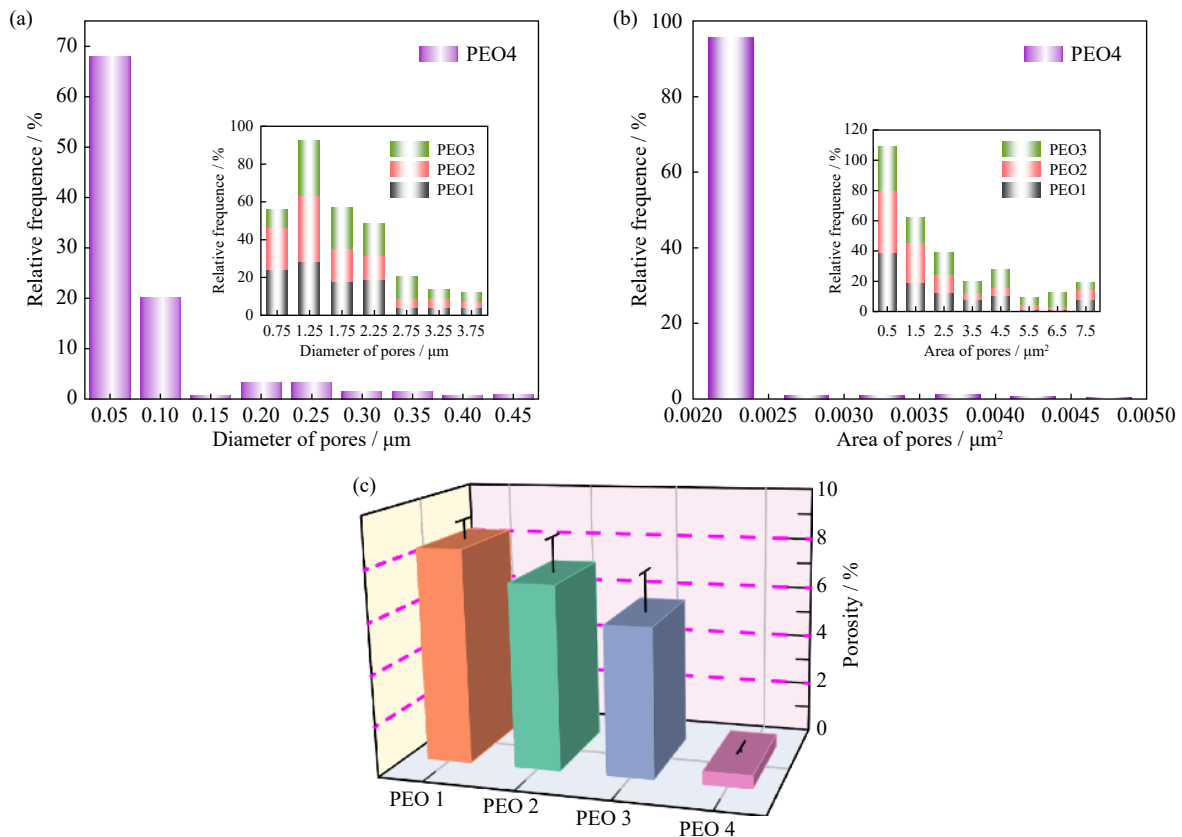 (a)
70
60
50
40
30
20
10
0
Relative frequence / %
PEO4
100
80
60
40
20
0
Relative frequence / %
PEO3
PEO2
PEO1
0.75 1.25 1.75 2.25 2.75 3.25 3.75
Diameter of pores / μm
0.05 0.10 0.15 0.20 0.25 0.30 0.35 0.40 0.45
Diameter of pores / μm
(b)
100
80
60
40
20
0
Relative frequence / %
PEO4
120
100
80
60
40
20
0
Relative frequence / %
PEO3
PEO2
PEO1
0.5 1.5 2.5 3.5 4.5 5.5 6.5 7.5
Area of pores / μm²
0.0020 0.0025 0.0030 0.0035 0.0040 0.0045 0.0050
Area of pores / μm²
(c)
10
8
6
4
2
0
Porosity / %
PEO 1
PEO 2
PEO 3
PEO 4